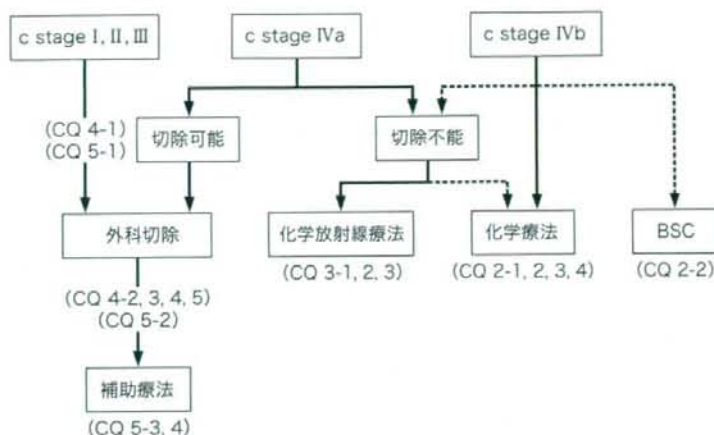 c stage Ⅰ, Ⅱ, Ⅲ
c stage Ⅳa
c stage Ⅳb
(CQ 4-1)
(CQ 5-1)
切除可能
切除不能
外科切除
化学放射線療法
化学療法
BSC
(CQ 3-1, 2, 3)
(CQ 2-1, 2, 3, 4)
(CQ 2-2)
(CQ 4-2, 3, 4, 5)
(CQ 5-2)
補助療法
(CQ 5-3, 4)